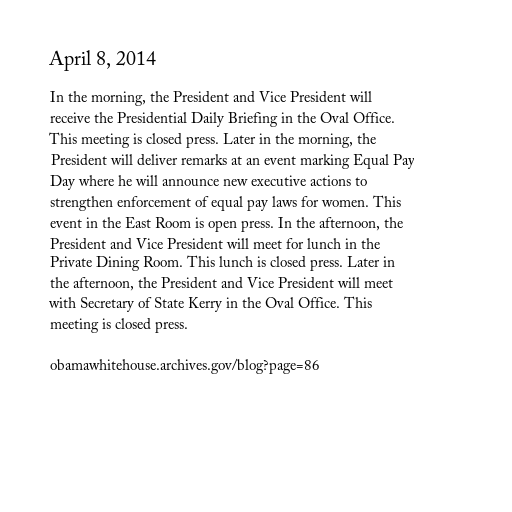 April 8, 2014
In the morning, the President and Vice President will
receive the Presidential Daily Briefing in the Oval Office.
This meeting is closed press. Later in the morning, the
President will deliver remarks at an event marking Equal Pay
Day where he will announce new executive actions to
strengthen enforcement of equal pay laws for women. This
event in the East Room is open press. In the afternoon, the
President and Vice President will meet for lunch in the
Private Dining Room. This lunch is closed press. Later in
the afternoon, the President and Vice President will meet
with Secretary of State Kerry in the Oval Office. This
meeting is closed press.
obamawhitehouse.archives.gov/blog?page=86